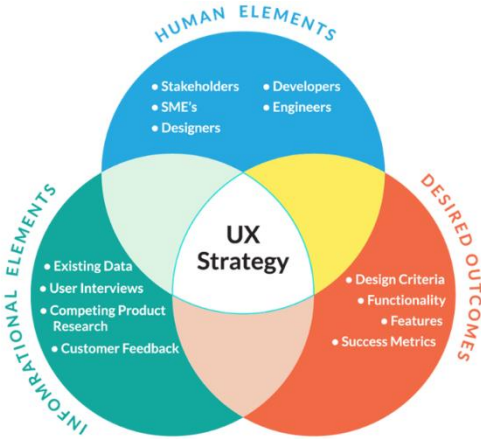 HUMAN ELEMENTS
• Stakeholders
• SME's
• Designers
• Developers
• Engineers
UX
Strategy
INFOMRATIONAL ELEMENTS
• Existing Data
• User Interviews
• Competing Product
Research
• Customer Feedback
DESIRED OUTCOMES
• Design Criteria
• Functionality
• Features
• Success Metrics